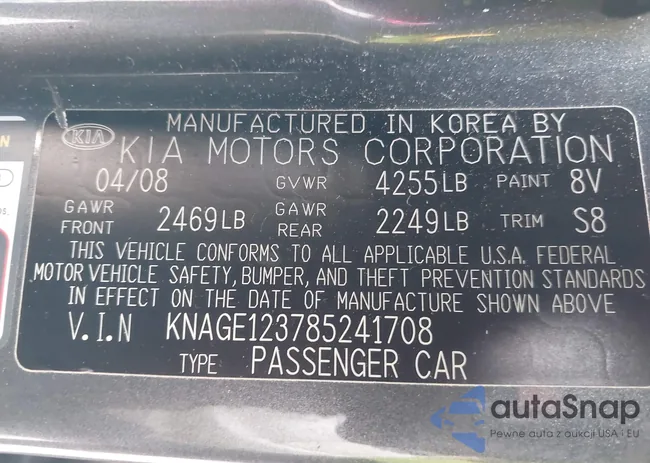 MANUFACTURED IN KOREA BY
KIA KIA MOTORS CORPORATION
04/08 GVWR 4255LB PAINT 8V
GAWR FRONT 2469LB GAWR REAR 2249LB TRIM S8
THIS VEHICLE CONFORMS TO ALL APPLICABLE U.S.A. FEDERAL
MOTOR VEHICLE SAFETY, BUMPER, AND THEFT PREVENTION STANDARDS
IN EFFECT ON THE DATE OF MANUFACTURE SHOWN ABOVE
V.I.N KNAGE123785241708
TYPE PASSENGER CAR
autoSnap
Pewne auta z aukcji USA - EU